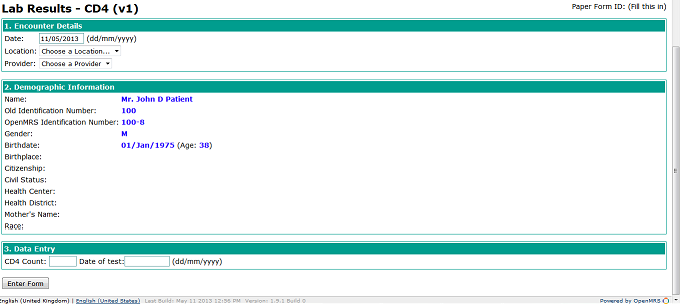 Lab Results - CD4 (v1)
Paper Form ID: (Fill this in)
1. Encounter Details
Date: 11/05/2013 (dd/mm/yyyy)
Location: Choose a Location...
Provider: Choose a Provider
2. Demographic Information
Name: Mr. John D Patient
Old Identification Number: 100
OpenMRS Identification Number: 100-8
Gender: M
Birthdate: 01/Jan/1975 (Age: 38)
Birthplace:
Citizenship:
Civil Status:
Health Center:
Health District:
Mother's Name:
Race:
3. Data Entry
CD4 Count: Date of test: (dd/mm/yyyy)
Enter Form
English (United Kingdom) | English (United States) Last Build: May 11 2013 12:36 PM Version: 1.9.1 Build 0 Powered by OpenMRS